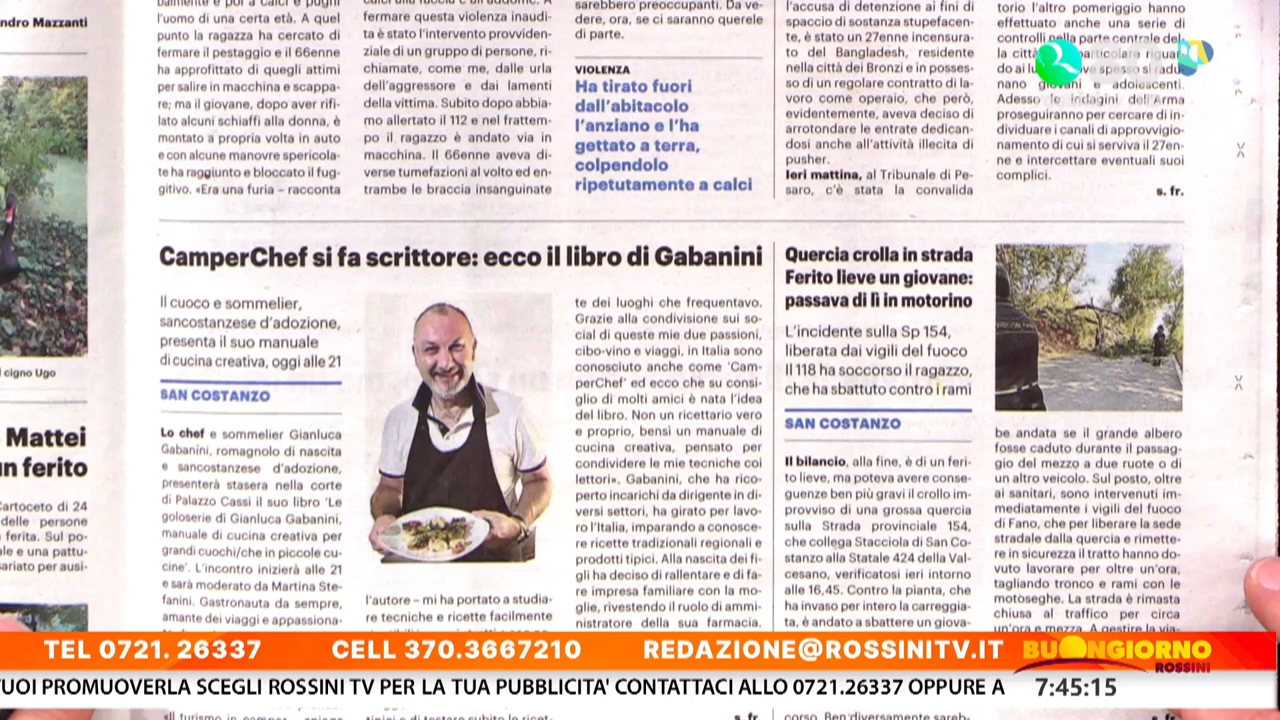 ndro Mazzanti
l cigno Ugo
Mattei
un ferito
Cartoceto di 24
delle persone
ferita. Sul po-
ale e una pattu-
sariato per ausi-
l'uomo di una certa età. A quel
punto la ragazza ha cercato di
fermare il pestaggio e il 66enne
ha approfittato di quegli attimi
per salire in macchina e scappa-
re; ma il giovane, dopo aver rifi-
lato alcuni schiaffi alla donna, è
montato a propria volta in auto
e con alcune manovre spericola-
te ha raggiunto e bloccato il fug-
gitivo. «Era una furia – racconta
fermare questa violenza inaudi-
ta è stato l'intervento provviden-
ziale di un gruppo di persone, ri-
chiamate, come me, dalle urla
dell'aggressore e dai lamenti
della vittima. Subito dopo abbia-
mo allertato il 112 e nel frattem-
po il ragazzo è andato via in
macchina. Il 66enne aveva di-
verse tumefazioni al volto ed en-
trambe le braccia insanguinate
sarebbero preoccupanti. Da ve-
dere, ora, se ci saranno querele
di parte.
VIOLENZA
Ha tirato fuori
dall'abitacolo
l'anziano e l'ha
gettato a terra,
colpendolo
ripetutamente a calci
l'accusa di detenzione ai fini di
spaccio di sostanza stupefacen-
te, è stato un 27enne incensura-
to del Bangladesh, residente
nella città dei Bronzi e in posses-
so di un regolare contratto di la-
voro come operaio, che però,
evidentemente, aveva deciso di
arrotondare le entrate dedican-
dosi anche all'attività illecita di
pusher.
Ieri mattina, al Tribunale di Pe-
saro, c'è stata la convalida
torio l'altro pomeriggio hanno
effettuato anche una serie di
controlli nella parte centrale del-
la città
do ai
nano giovani e adolescenti.
Adesso le indagini dell'Arma
proseguiranno per cercare di in-
dividuare i canali di approvvigio-
namento di cui si serviva il 27en-
ne e intercettare eventuali suoi
complici.
s. fr.
CamperChef si fa scrittore: ecco il libro di Gabanini
Il cuoco e sommelier,
sancostanzese d'adozione,
presenta il suo manuale
di cucina creativa, oggi alle 21
SAN COSTANZO
Lo chef e sommelier Gianluca
Gabanini, romagnolo di nascita
e sancostanzese d'adozione,
presenterà stasera nella corte
di Palazzo Cassi il suo libro 'Le
goloserie di Gianluca Gabanini,
manuale di cucina creativa per
grandi cuochi/che in piccole cu-
cine'. L'incontro inizierà alle 21
e sarà moderato da Martina Ste-
fanini. Gastronauta da sempre,
amante dei viaggi e appassiona-
l'autore – mi ha portato a studia-
re tecniche e ricette facilmente
te dei luoghi che frequentavo.
Grazie alla condivisione sui so-
cial di queste mie due passioni,
cibo-vino e viaggi, in Italia sono
conosciuto anche come 'Cam-
perChef' ed ecco che su consi-
glio di molti amici è nata l'idea
del libro. Non un ricettario vero
e proprio, bensì un manuale di
cucina creativa, pensato per
condividere le mie tecniche coi
lettori». Gabanini, che ha rico-
perto incarichi da dirigente in di-
versi settori, ha girato per lavo-
ro l'Italia, imparando a conosce-
re ricette tradizionali regionali e
prodotti tipici. Alla nascita dei fi-
gli ha deciso di rallentare e di fa-
re impresa familiare con la mo-
glie, rivestendo il ruolo di ammi-
nistratore della sua farmacia.
s. fr.
Quercia crolla in strada
Ferito lieve un giovane:
passava di lì in motorino
L'incidente sulla Sp 154,
liberata dai vigili del fuoco
Il 118 ha soccorso il ragazzo,
che ha sbattuto contro i rami
SAN COSTANZO
Il bilancio, alla fine, è di un feri-
to lieve, ma poteva avere conse-
guenze ben più gravi il crollo im-
provviso di una grossa quercia
sulla Strada provinciale 154,
che collega Stacciola di San Co-
stanzo alla Statale 424 della Val-
cesano, verificatosi ieri intorno
alle 16,45. Contro la pianta, che
ha invaso per intero la carreggia-
ta, è andato a sbattere un giova-
be andata se il grande albero
fosse caduto durante il passag-
gio del mezzo a due ruote o di
un altro veicolo. Sul posto, oltre
ai sanitari, sono intervenuti im-
mediatamente i vigili del fuoco
di Fano, che per liberare la sede
stradale dalla quercia e rimette-
re in sicurezza il tratto hanno do-
vuto lavorare per oltre un'ora,
tagliando tronco e rami con le
motoseghe. La strada è rimasta
chiusa al traffico per circa
un'ora e mezza. A gestire la via-
TEL 0721. 26337 CELL 370.3667210 REDAZIONE@ROSSINITV.IT
BUONGIORNO
ROSSINI
TUOI PROMUOVERLA SCEGLI ROSSINI TV PER LA TUA PUBBLICITA' CONTATTACI ALLO 0721.26337 OPPURE A
7:45:15